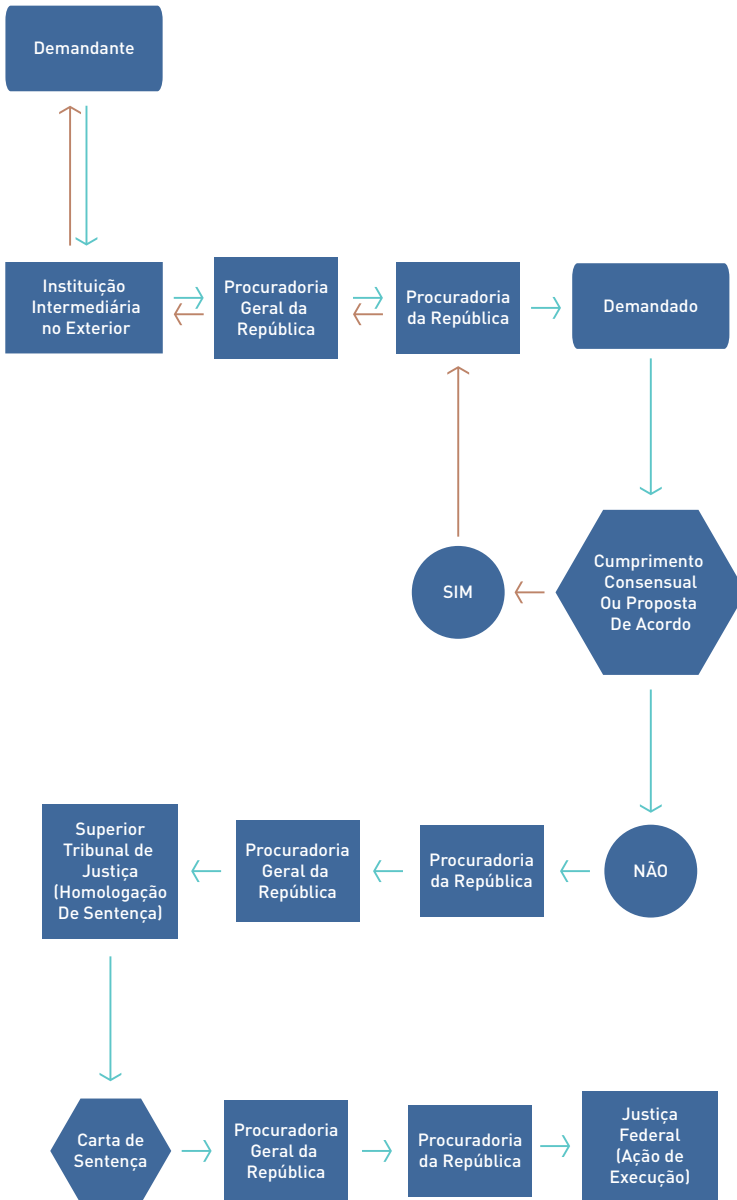 Demandante
Instituição
Intermediária
no Exterior
Procuradoria
Geral da
República
Procuradoria
da República
Demandado
Cumprimento
Consensual
Ou Proposta
De Acordo
SIM
NÃO
Procuradoria
da República
Procuradoria
Geral da
República
Superior
Tribunal de
Justiça
(Homologação
De Sentença)
Carta de
Sentença
Procuradoria
Geral da
República
Procuradoria
da República
Justiça
Federal
(Ação de
Execução)